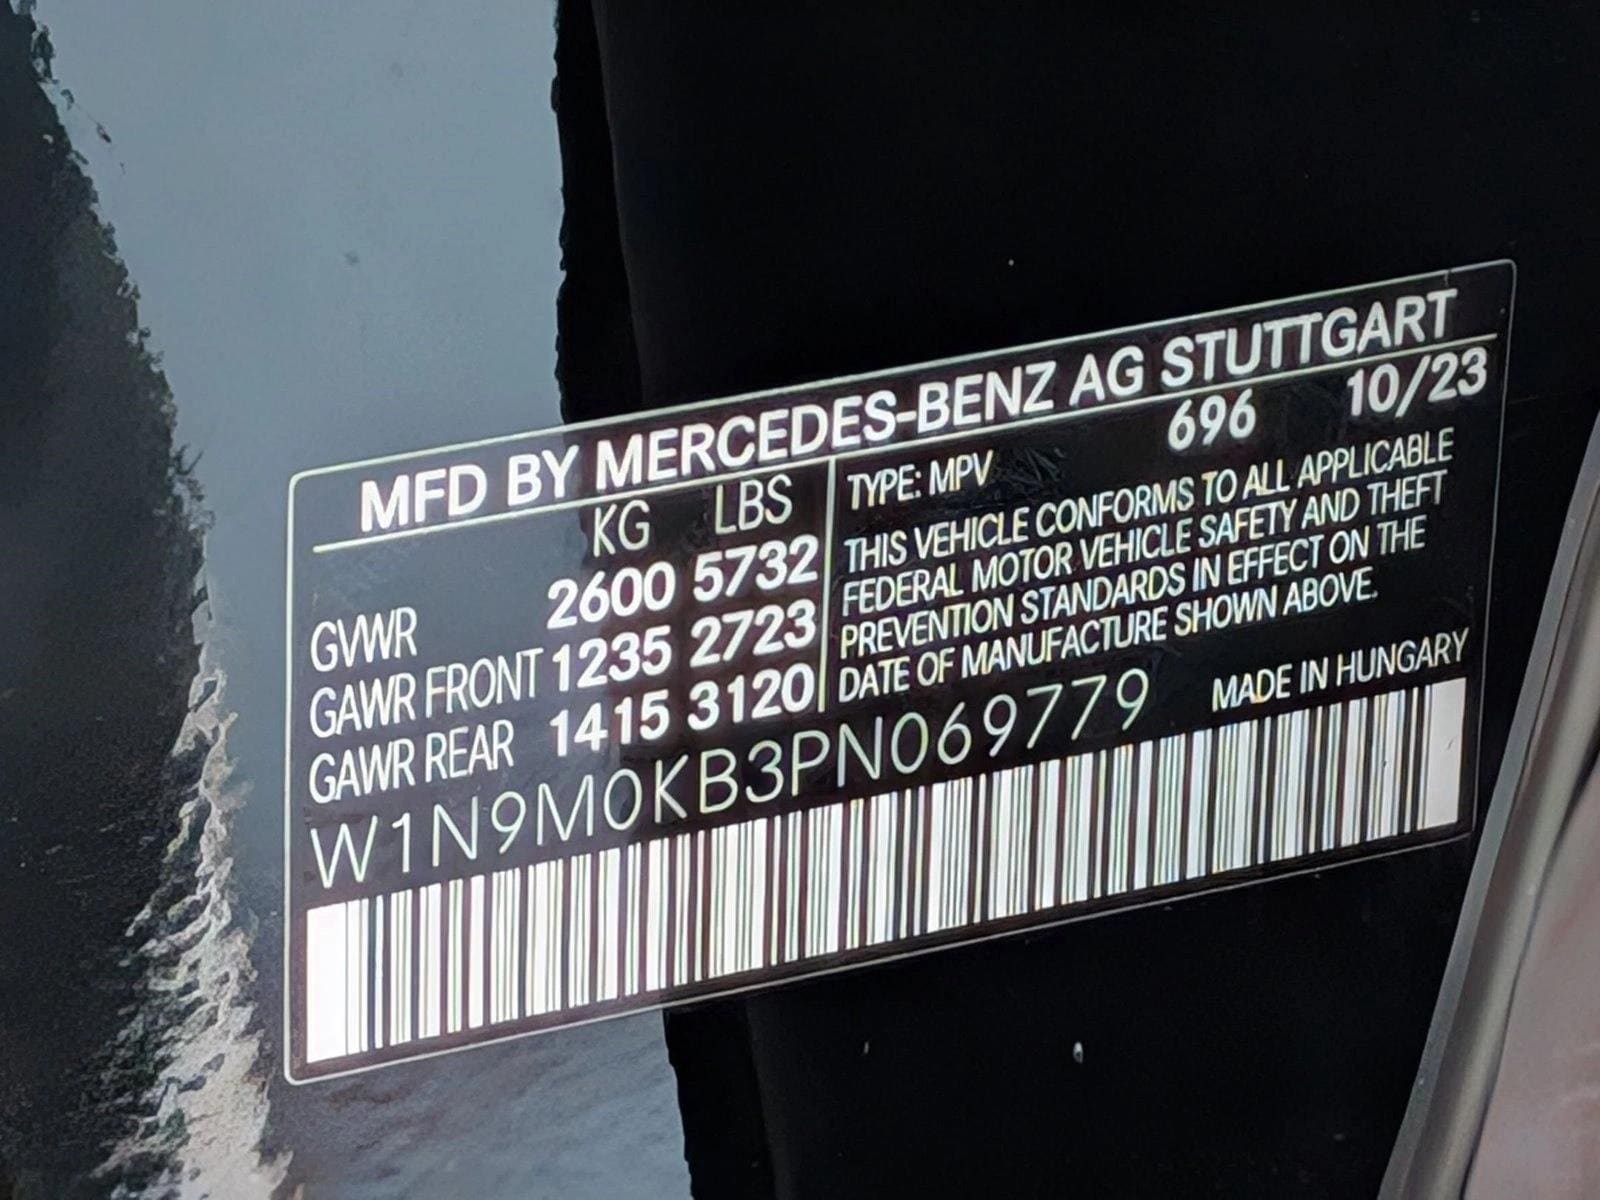 MFD BY MERCEDES-BENZ AG STUTTGART
KG LBS
GVWR 2600 5732
GAWR FRONT 1235 2723
GAWR REAR 1415 3120
TYPE: MPV 696 10/23
THIS VEHICLE CONFORMS TO ALL APPLICABLE
FEDERAL MOTOR VEHICLE SAFETY AND THEFT
PREVENTION STANDARDS IN EFFECT ON THE
DATE OF MANUFACTURE SHOWN ABOVE.
W1N9M0KB3PN069779 MADE IN HUNGARY